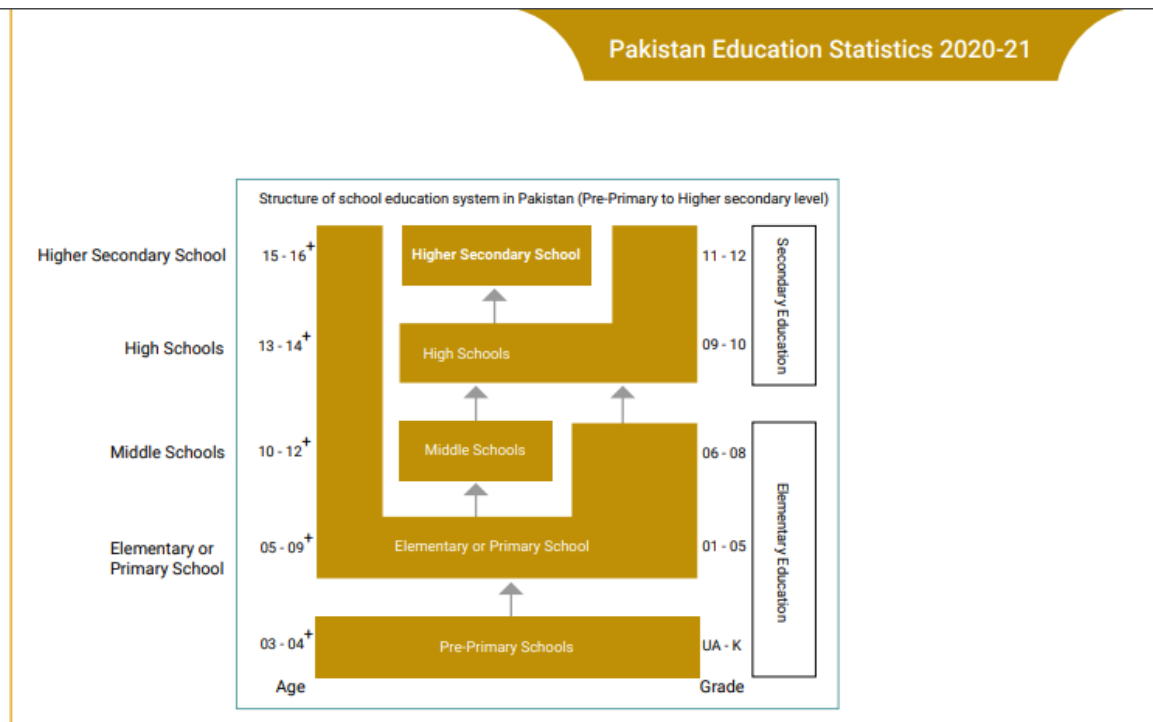 Pakistan Education Statistics 2020-21
Structure of school education system in Pakistan (Pre-Primary to Higher secondary level)
Higher Secondary School
15 - 16+
Higher Secondary School
11 - 12
Secondary Education
High Schools
13 - 14+
High Schools
09 - 10
Middle Schools
10 - 12+
Middle Schools
06 - 08
Elementary Education
Elementary or
Primary School
05 - 09+
Elementary or Primary School
01 - 05
03 - 04+
Pre-Primary Schools
UA - K
Age
Grade